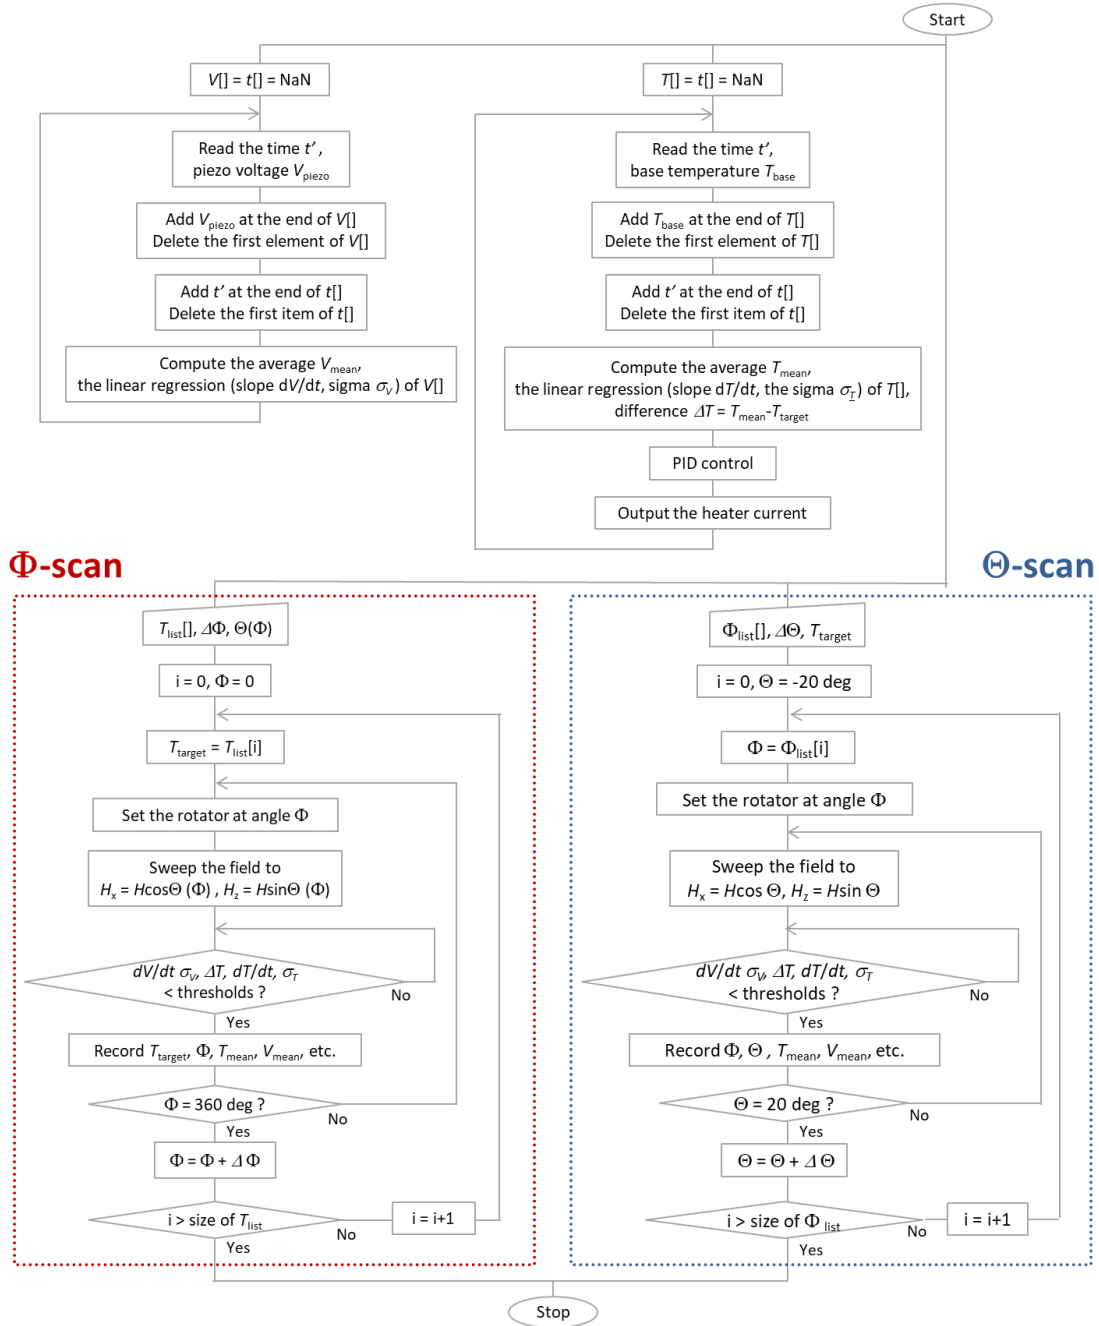 Start
V[] = t[] = NaN
Read the time t′ ,
piezo voltage Vpiezo
Add Vpiezo at the end of V[]
Delete the first element of V[]
Add t′ at the end of t[]
Delete the first item of t[]
Compute the average Vmean,
the linear regression (slope dV/dt, sigma σV) of V[]
T[] = t[] = NaN
Read the time t′,
base temperature Tbase
Add Tbase at the end of T[]
Delete the first element of T[]
Add t′ at the end of t[]
Delete the first item of t[]
Compute the average Tmean,
the linear regression (slope dT/dt, the sigma σT) of T[],
difference ΔT = Tmean-Ttarget
PID control
Output the heater current
Φ-scan
Tlist[], ΔΦ, Θ(Φ)
i = 0, Φ = 0
Ttarget = Tlist[i]
Set the rotator at angle Φ
Sweep the field to
Hx = HcosΘ (Φ) , Hz = HsinΘ (Φ)
dV/dt σV, ΔT, dT/dt, σT
< thresholds ?
No
Yes
Record Ttarget, Φ, Tmean, Vmean, etc.
Φ = 360 deg ?
No
Yes
Φ = Φ + Δ Φ
i > size of Tlist
No
i = i+1
Yes
Θ-scan
Φlist[], ΔΘ, Ttarget
i = 0, Θ = -20 deg
Φ = Φlist[i]
Set the rotator at angle Φ
Sweep the field to
Hx = Hcos Θ, Hz = Hsin Θ
dV/dt σV, ΔT, dT/dt, σT
< thresholds ?
No
Yes
Record Φ, Θ , Tmean, Vmean, etc.
Θ = 20 deg ?
No
Yes
Θ = Θ + Δ Θ
i > size of Φ list
No
i = i+1
Yes
Stop